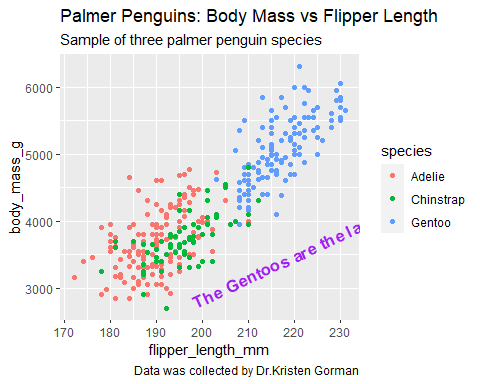 Palmer Penguins: Body Mass vs Flipper Length
Sample of three palmer penguin species
body_mass_g
6000
5000
4000
3000
The Gentoos are the la
species
Adelie
Chinstrap
Gentoo
170 180 190 200 210 220 230
flipper_length_mm
Data was collected by Dr.Kristen Gorman